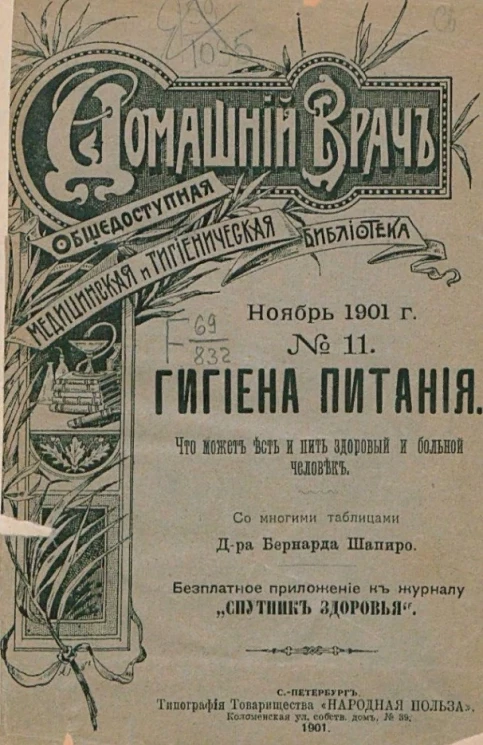 Домашній Врачъ
Общедоступная
Медицинская и Гигіеническая
Библіотека
Ноябрь 1901 г.
№ 11.
69
832
ГИГІЕНА ПИТАНІЯ.
Что можетъ ѣсть и пить здоровый и больной
человѣкъ.
Со многими таблицами
Д-ра Бернарда Шапиро.
Безплатное приложеніе къ журналу
„СПУТНИКЪ ЗДОРОВЬЯ“.
С.-ПЕТЕРБУРГЪ.
Типографія Товарищества «НАРОДНАЯ ПОЛЬЗА»,
Коломенская ул. собств. домъ, № 39.
1901.